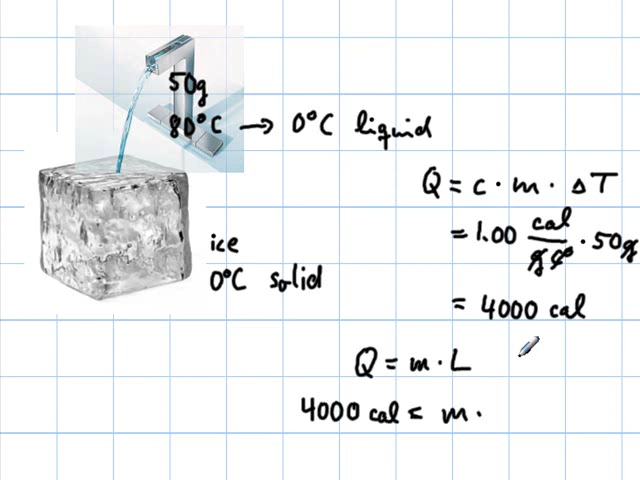 50g
80°C → 0°C liquid
Q = c · m · ΔT
= 1.00 cal/g C° · 50g
ice
0°C solid
= 4000 cal
Q = m · L
4000 cal = m ·